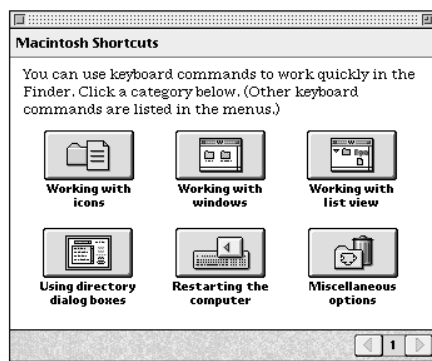 Macintosh Shortcuts
You can use keyboard commands to work quickly in the
Finder. Click a category below. (Other keyboard
commands are listed in the menus.)
Working with
icons
Working with
windows
Working with
list view
Using directory
dialog boxes
Restarting the
computer
Miscellaneous
options
1